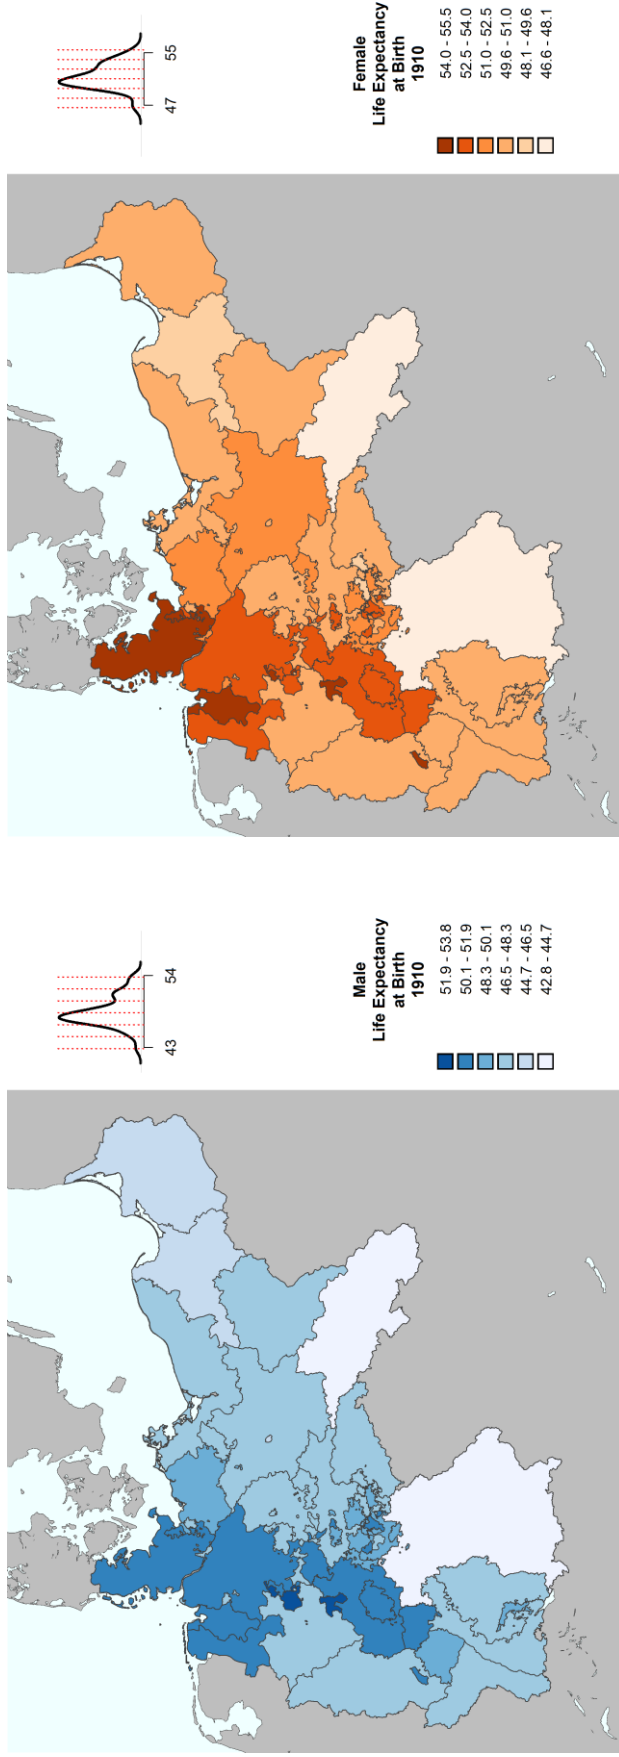 Male
Life Expectancy
at Birth
1910
51.9 - 53.8
50.1 - 51.9
48.3 - 50.1
46.5 - 48.3
44.7 - 46.5
42.8 - 44.7
43
54
Female
Life Expectancy
at Birth
1910
54.0 - 55.5
52.5 - 54.0
51.0 - 52.5
49.6 - 51.0
48.1 - 49.6
46.6 - 48.1
47
55